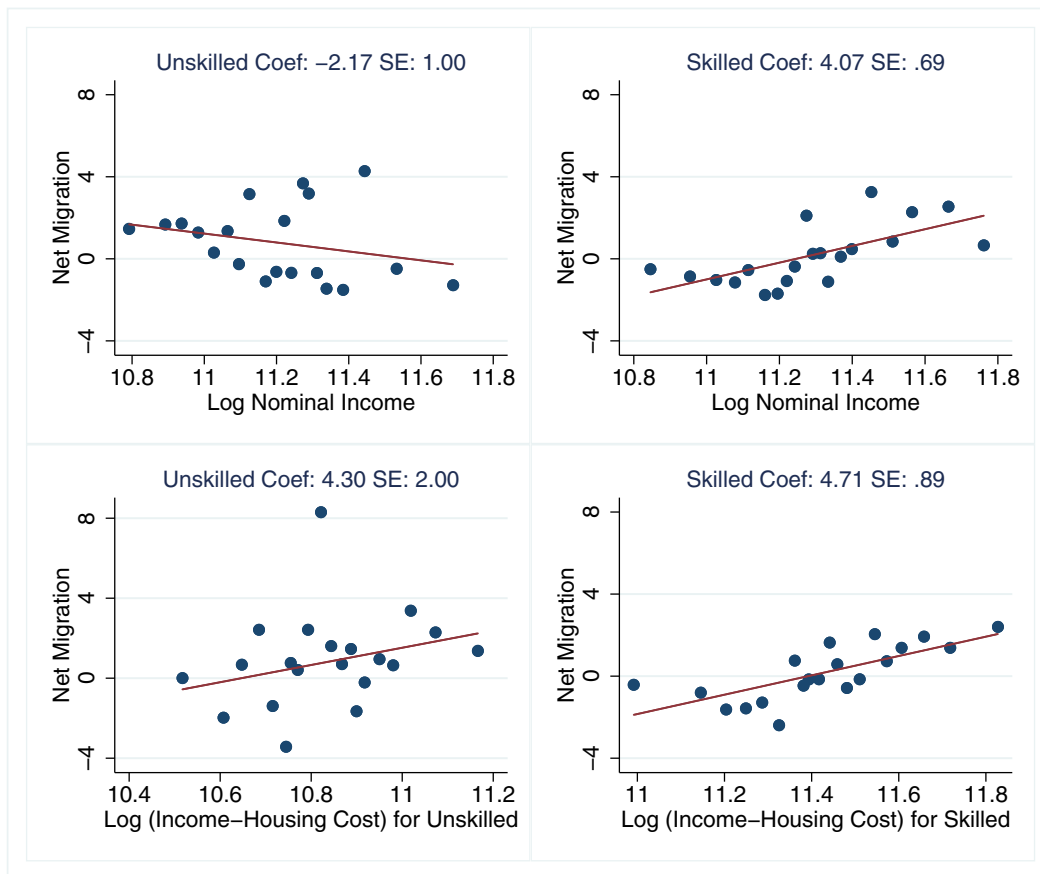 Unskilled Coef: −2.17 SE: 1.00
8
4
0
−4
Net Migration
10.8 11 11.2 11.4 11.6 11.8
Log Nominal Income
Skilled Coef: 4.07 SE: .69
8
4
0
−4
Net Migration
10.8 11 11.2 11.4 11.6 11.8
Log Nominal Income
Unskilled Coef: 4.30 SE: 2.00
8
4
0
−4
Net Migration
10.4 10.6 10.8 11 11.2
Log (Income−Housing Cost) for Unskilled
Skilled Coef: 4.71 SE: .89
8
4
0
−4
Net Migration
11 11.2 11.4 11.6 11.8
Log (Income−Housing Cost) for Skilled